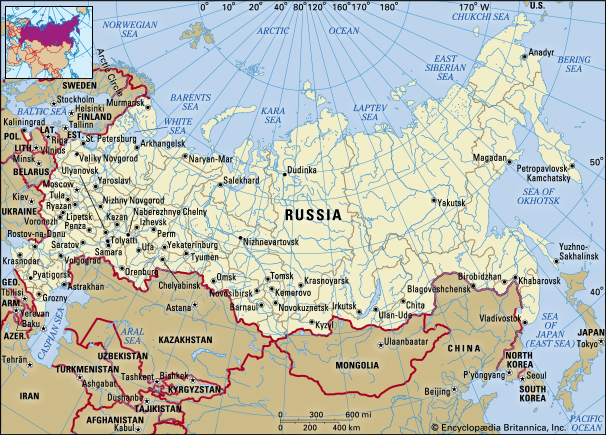 NORWEGIAN
SEA
0° 10° 20° 40° 60° 80° 100° 120° 140° 160° 180°
170° W
U.S.
CHUKCHI SEA
ARCTIC OCEAN
EAST
SIBERIAN
SEA
Anadyr
BERING
SEA
Arctic Circle
BARENTS
SEA
KARA
SEA
LAPTEV
SEA
SWEDEN
Stockholm
Murmansk
BALTIC SEA
Helsinki
FINLAND
WHITE
SEA
Kaliningrad
Tallinn
LAT.
EST.
POL.
Riga
St. Petersburg
Arkhangelsk
LITH.
Vilnius
Valiky Novgorod
Naryan-Mar
Minsk
BELARUS
Ulyanovsk
Salekhard
Dudinka
Magadan
50°
Petropavlovsk-
Kamchatsky
Moscow
Yaroslavl
Kiev
Tula
Nizhny Novgorod
Yakutsk
SEA OF
OKHOTSK
UKRAINE
Ryazan
Lipetsk
Kazan
Naberezhnye Chelny
RUSSIA
Voronezh
Penza
Izhevsk
Rostov-na-Donu
Perm
Tolyatti
Saratov
Samara
Ufa
Yekaterinburg
Nizhnevartovsk
Yuzhno-
Sakhalinsk
Krasnodar
Volgograd
Tyumen
Orenburg
Omsk
Tomsk
Krasnoyarsk
Birobidzhan
Khabarovsk
GEO.
Pyatigorsk
Astrakhan
Chelyabinsk
Novosibirsk
Kemerovo
Blagoveshchensk
40°
Tbilisi
Grozny
Astana
Barnaul
Novokuznetsk
Irkutsk
Chita
Ulan-Ude
ARM.
Yerevan
Kyzyl
Vladivostok
SEA OF
JAPAN
(EAST SEA)
Baku
AZER.
CASPIAN SEA
ARAL
SEA
KAZAKHSTAN
Ulaanbaatar
JAPAN
Tokyo
Tehrān
UZBEKISTAN
MONGOLIA
CHINA
NORTH
KOREA
TURKMENISTAN
Tashkent
Bishkek
P'yŏngyang
Seoul
Ashgabat
KYRGYZSTAN
Beijing
SOUTH
KOREA
IRAN
Dushanbe
TAJIKISTAN
0 300 600 mi
0 400 800 km
PACIFIC
OCEAN
AFGHANISTAN
Kabul
© Encyclopædia Britannica, Inc.